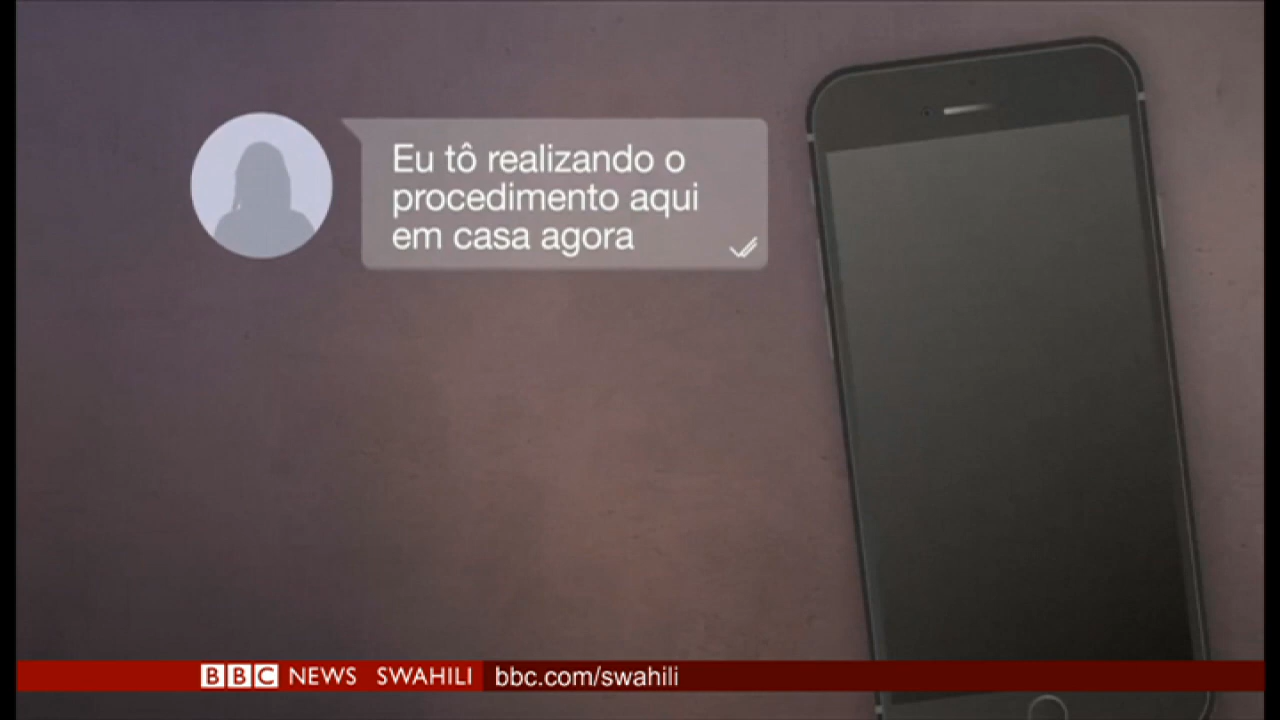 Eu tô realizando o
procedimento aqui
em casa agora
BBC NEWS SWAHILI bbc.com/swahili